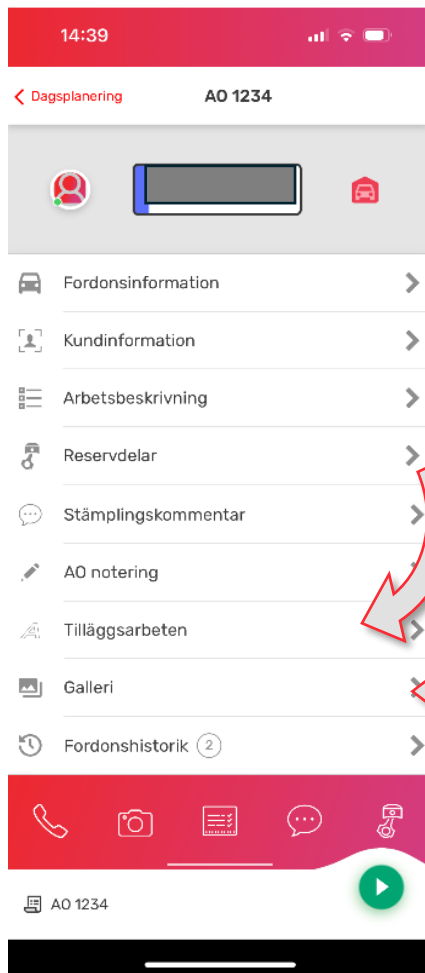 14:39
Dagsplanering AO 1234
Fordonsinformation
Kundinformation
Arbetsbeskrivning
Reservdelar
Stämplingskommentar
AO notering
Tilläggsarbeten
Galleri
Fordonshistorik 2
AO 1234